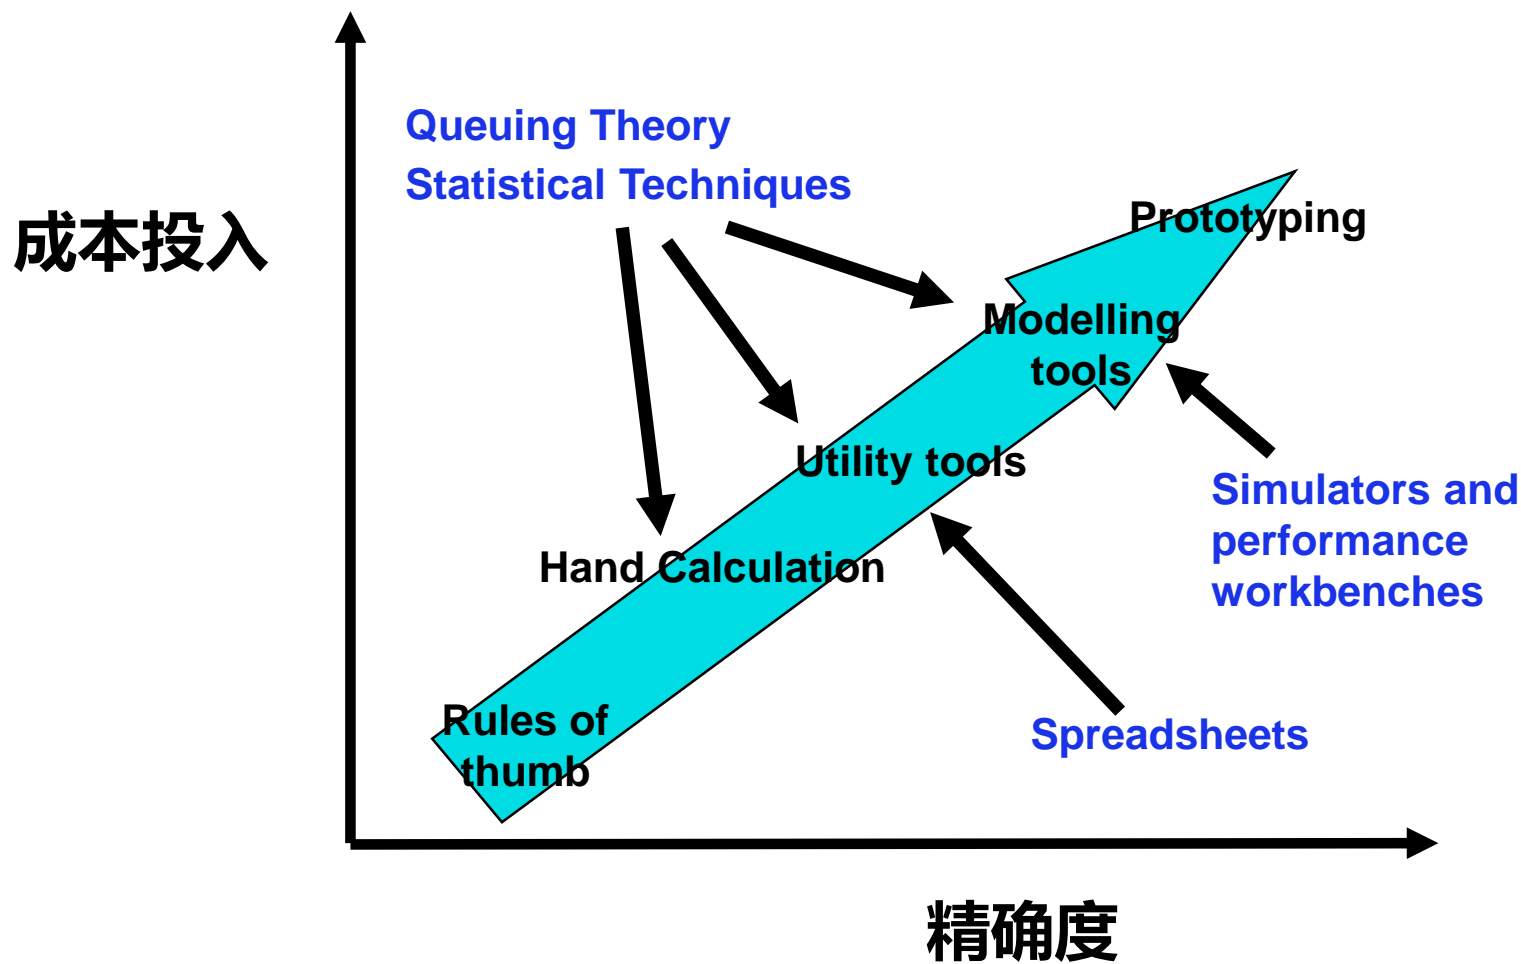 Queuing Theory
Statistical Techniques
成本投入
Prototyping
Modelling
tools
Utility tools
Simulators and
performance
workbenches
Hand Calculation
Rules of
thumb
Spreadsheets
精确度